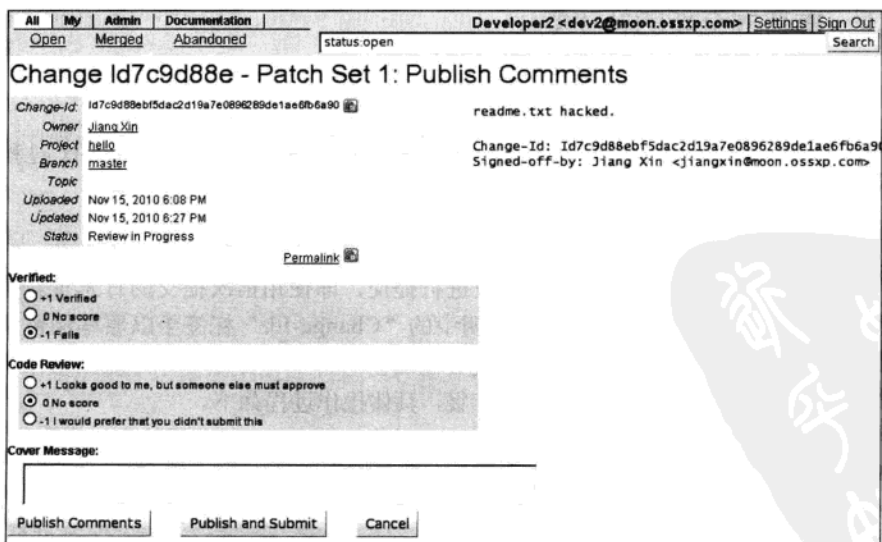 All My Admin Documentation
Developer2 <dev2@moon.ossxp.com> Settings Sign Out
Open Merged Abandoned
status:open Search
Change Id7c9d88e - Patch Set 1: Publish Comments
Change-Id: Id7c9d88ebf5dac2d19a7e0896289de1ae6fb6a90
Owner Jiang Xin
Project hello
Branch master
Topic
Uploaded Nov 15, 2010 6:08 PM
Updated Nov 15, 2010 6:27 PM
Status Review in Progress
Permalink
readme.txt hacked.
Change-Id: Id7c9d88ebf5dac2d19a7e0896289de1ae6fb6a90
Signed-off-by: Jiang Xin <jiangxin@moon.ossxp.com>
Verified:
+1 Verified
0 No score
-1 Fails
Code Review:
+1 Looks good to me, but someone else must approve
0 No score
-1 I would prefer that you didn't submit this
Cover Message:
Publish Comments Publish and Submit Cancel